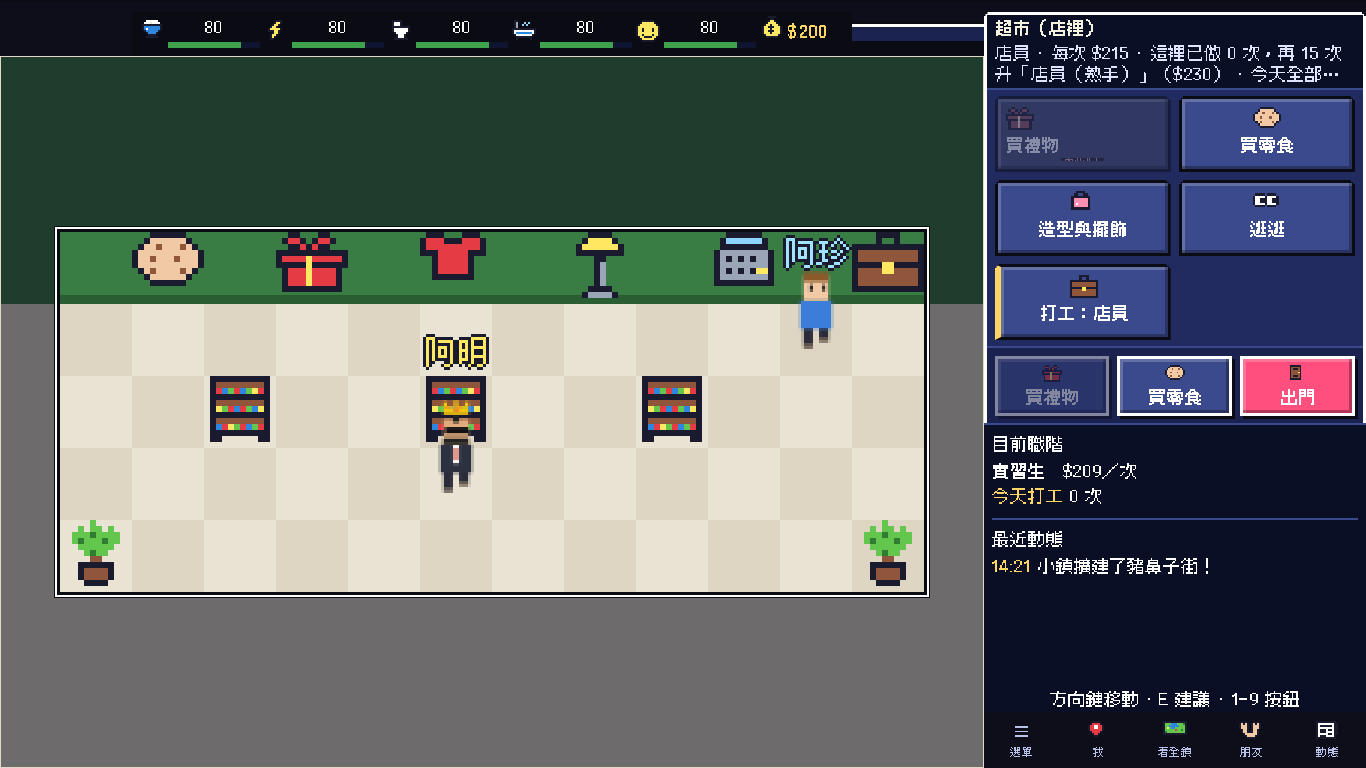 80
80
80
80
80
$200
超市（店裡）
店員 · 每次 $215 · 這裡已做 0 次，再 15 次
升「店員（熟手）」（$230） · 今天全部…
買禮物
買零食
造型與擺飾
逛逛
打工：店員
買禮物
買零食
出門
阿珍
阿明
目前職階
實習生 $209／次
今天打工 0 次
最近動態
14:21 小鎮擴建了豬鼻子街！
方向鍵移動 · E 建議 · 1-9 按鈕
選單
我
看全鎮
朋友
動態